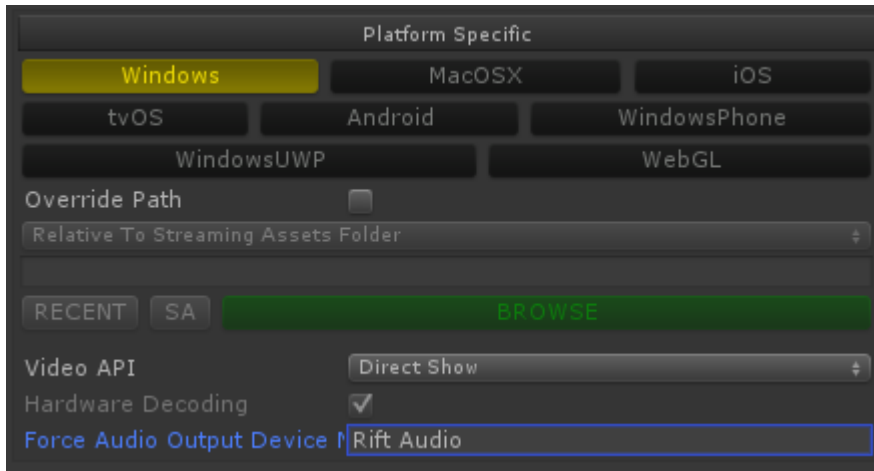 Platform Specific
Windows MacOSX iOS
tvOS Android WindowsPhone
WindowsUWP WebGL
Override Path
Relative To Streaming Assets Folder
RECENT SA BROWSE
Video API Direct Show
Hardware Decoding
Force Audio Output Device Rift Audio